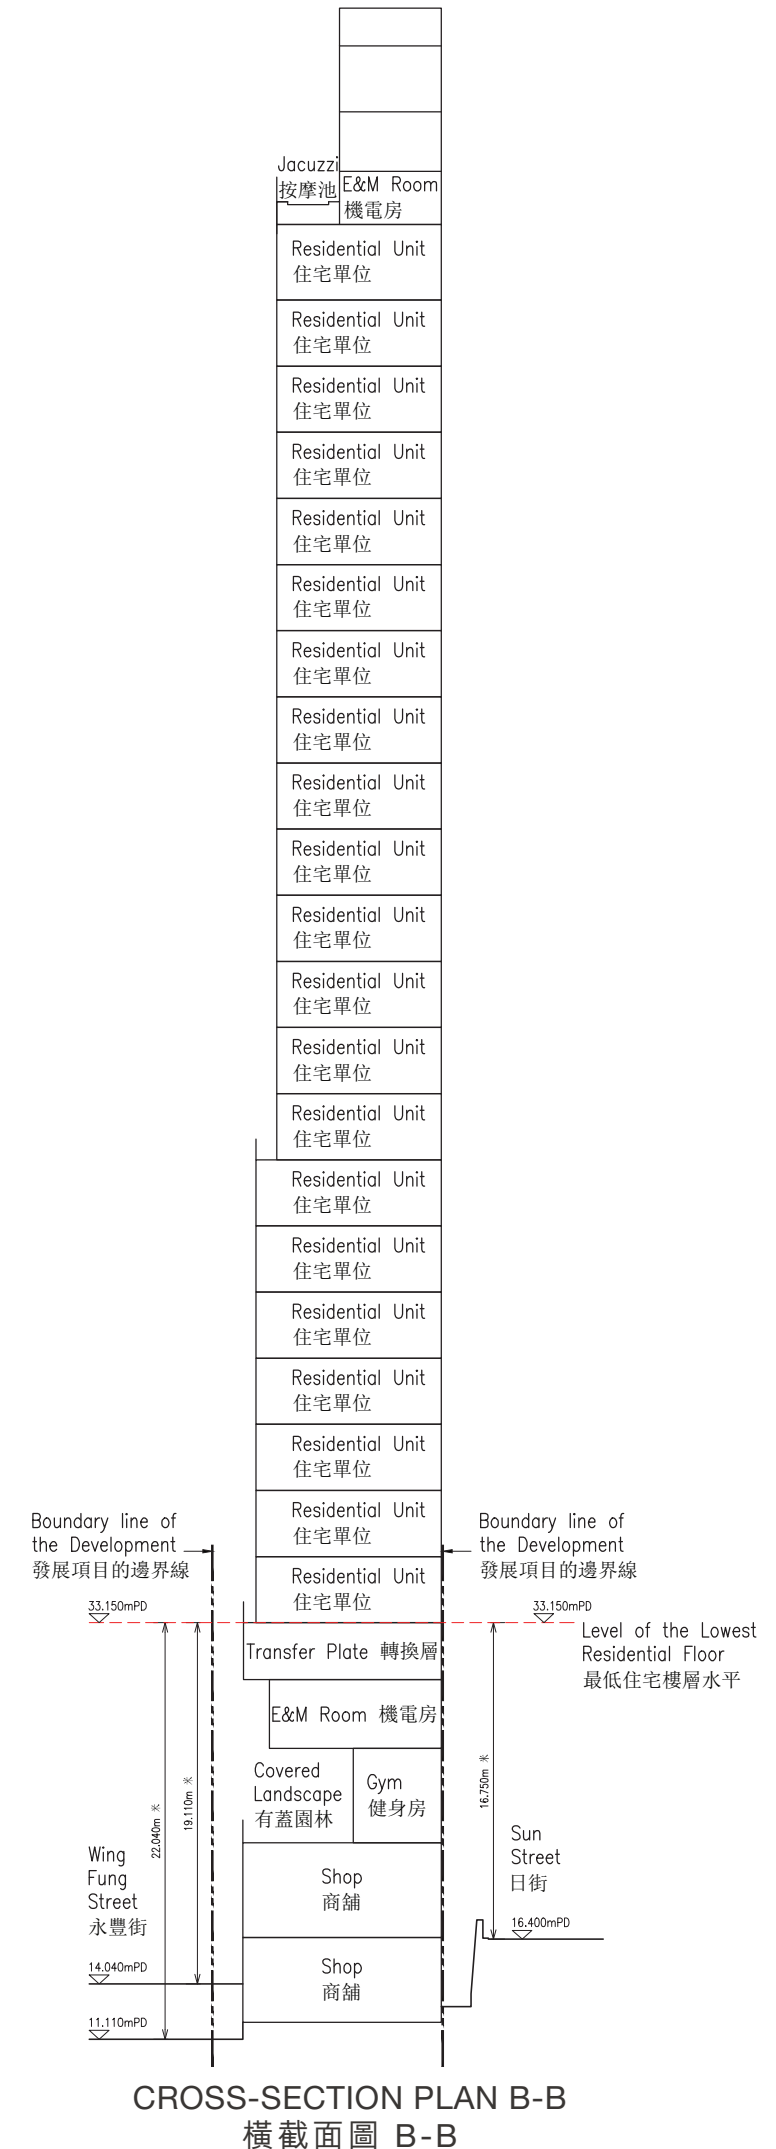 Jacuzzi
按摩池
E&M Room
機電房
Residential Unit
住宅單位
Residential Unit
住宅單位
Residential Unit
住宅單位
Residential Unit
住宅單位
Residential Unit
住宅單位
Residential Unit
住宅單位
Residential Unit
住宅單位
Residential Unit
住宅單位
Residential Unit
住宅單位
Residential Unit
住宅單位
Residential Unit
住宅單位
Residential Unit
住宅單位
Residential Unit
住宅單位
Residential Unit
住宅單位
Residential Unit
住宅單位
Residential Unit
住宅單位
Residential Unit
住宅單位
Residential Unit
住宅單位
Residential Unit
住宅單位
Residential Unit
住宅單位
Residential Unit
住宅單位
Boundary line of
the Development
發展項目的邊界線
Boundary line of
the Development
發展項目的邊界線
33.150mPD
33.150mPD
Level of the Lowest
Residential Floor
最低住宅樓層水平
Transfer Plate 轉換層
E&M Room 機電房
Covered
Landscape
有蓋園林
Gym
健身房
22.040m 米
19.110m 米
16.750m 米
Wing
Fung
Street
永豐街
Sun
Street
日街
Shop
商舖
Shop
商舖
16.400mPD
14.040mPD
11.110mPD
CROSS-SECTION PLAN B-B
橫截面圖 B-B